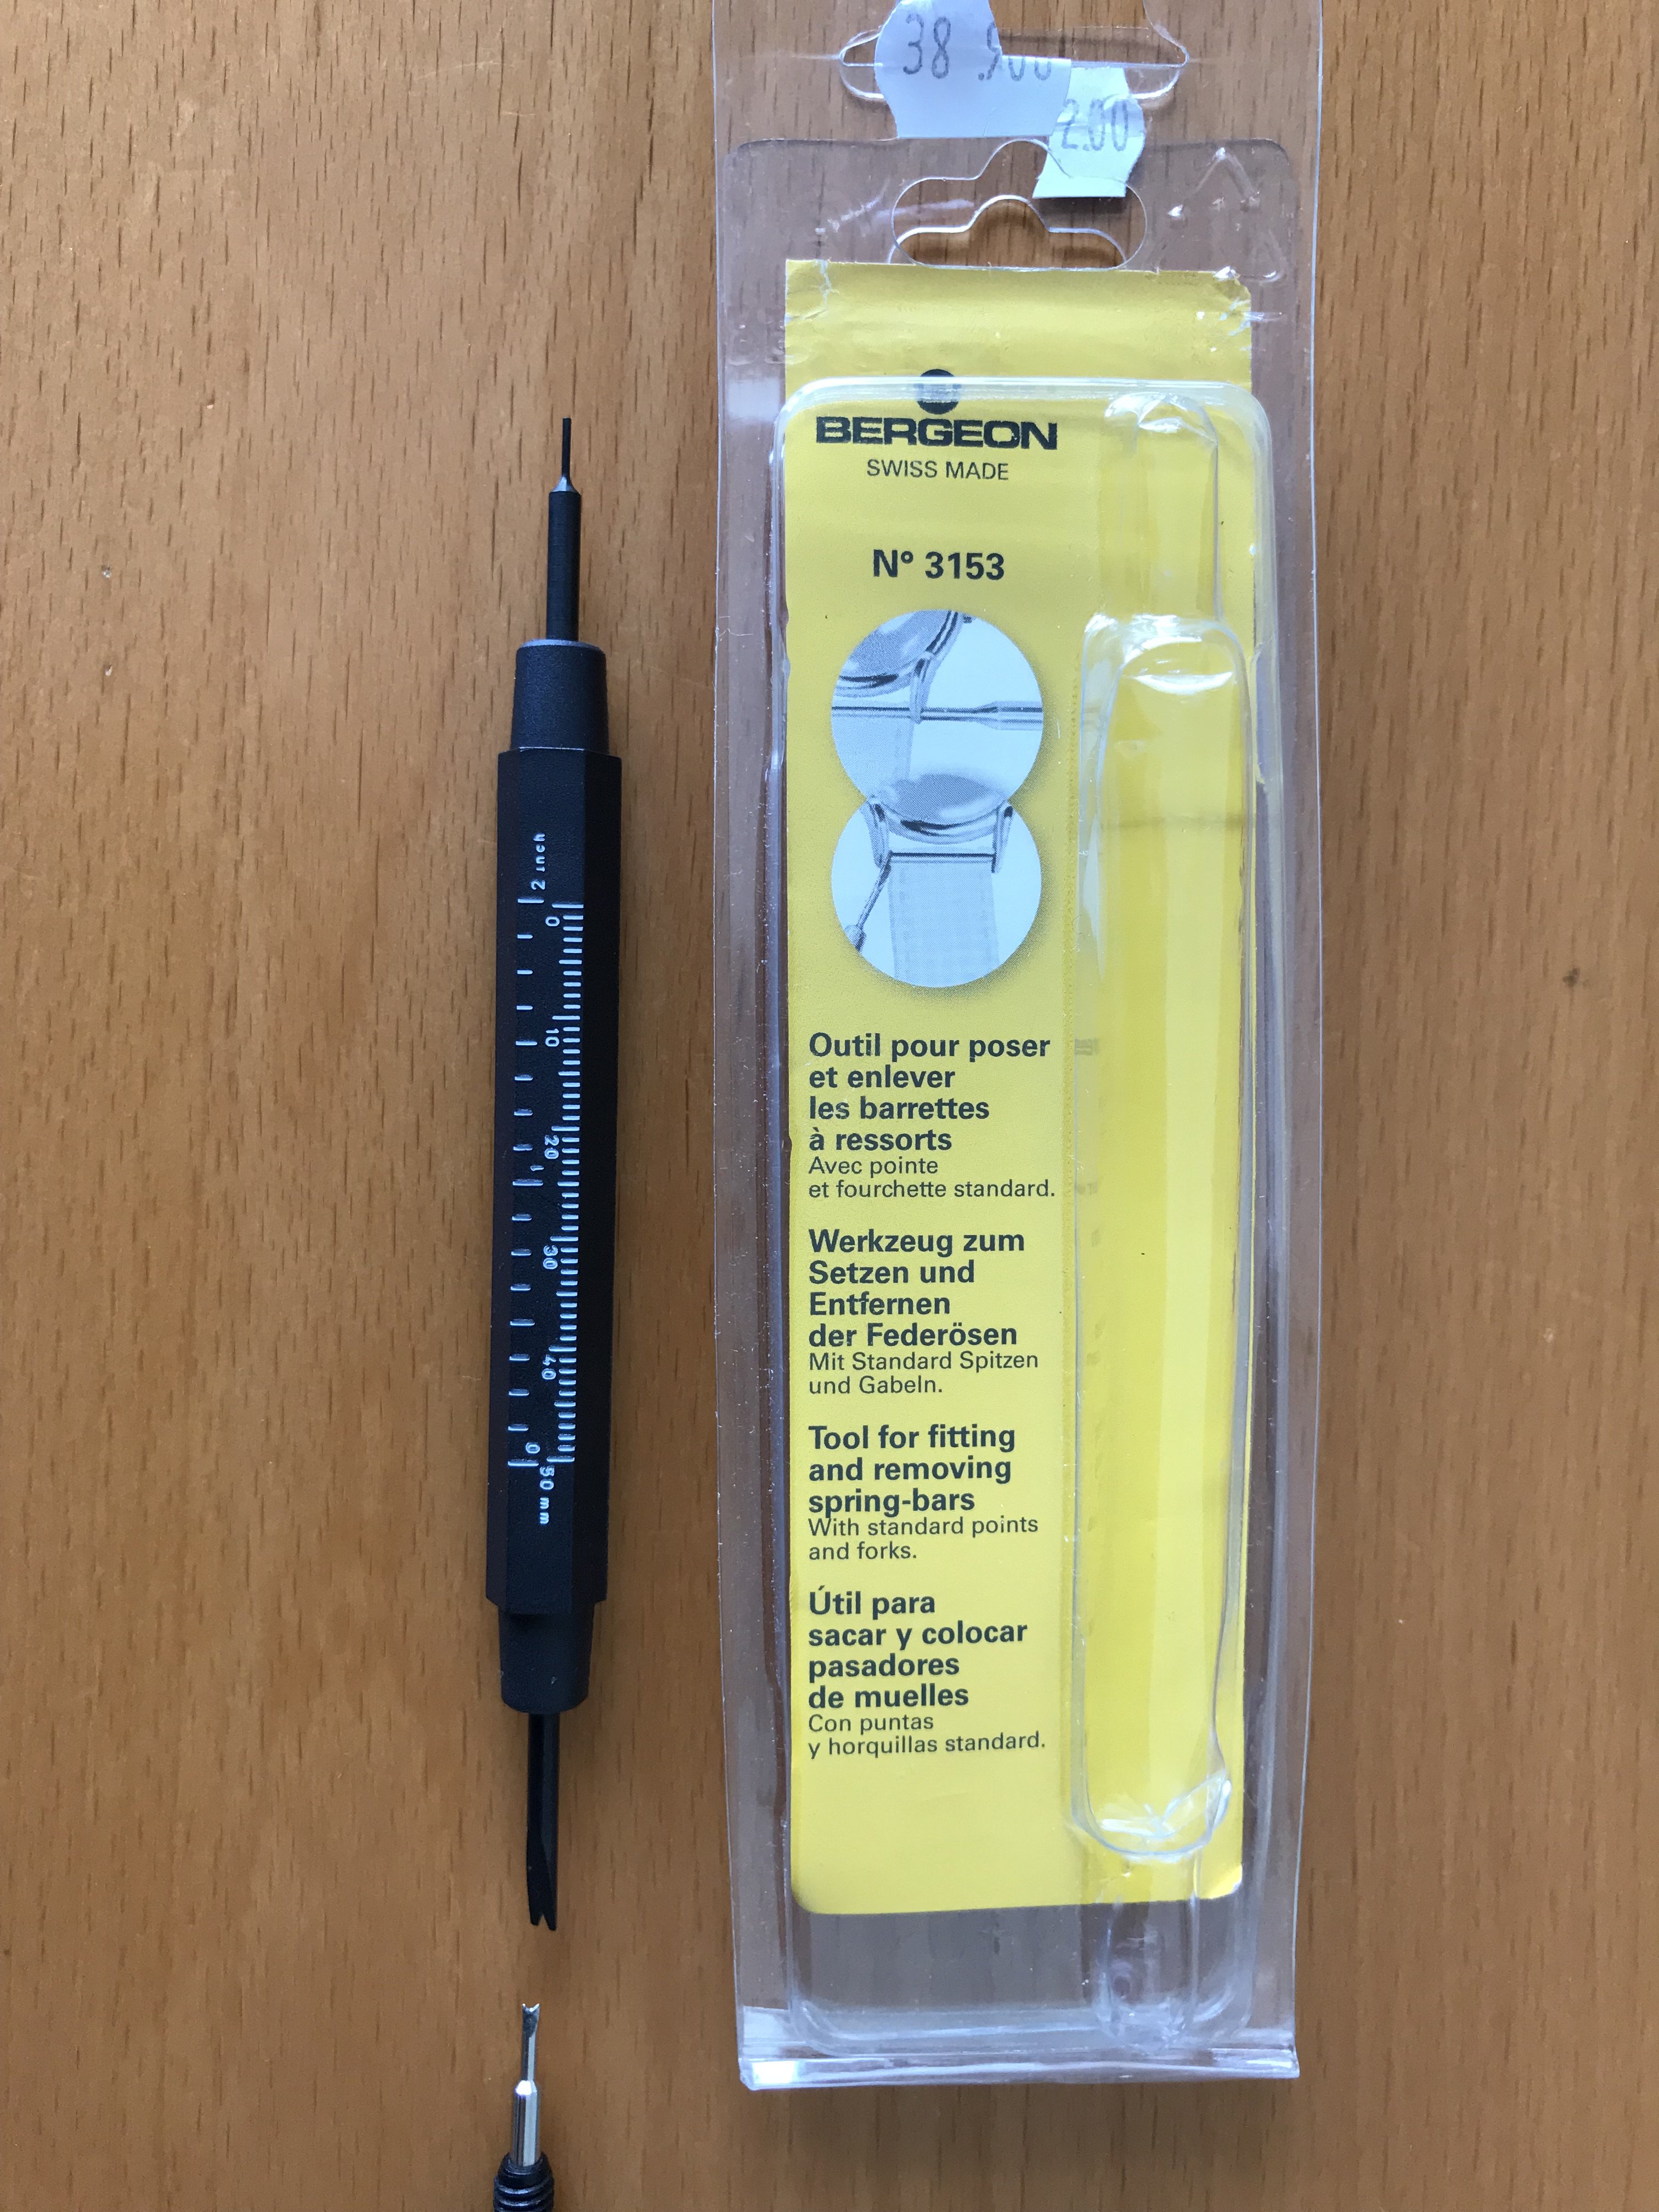 38.900
2.00
BERGEON
SWISS MADE
N° 3153
Outil pour poser
et enlever
les barrettes
à ressorts
Avec pointe
et fourchette standard.
Werkzeug zum
Setzen und
Entfernen
der Federösen
Mit Standard Spitzen
und Gabeln.
Tool for fitting
and removing
spring-bars
With standard points
and forks.
Útil para
sacar y colocar
pasadores
de muelles
Con puntas
y horquillas standard.
2 inch
1
0
0
10
20
30
40
50 mm